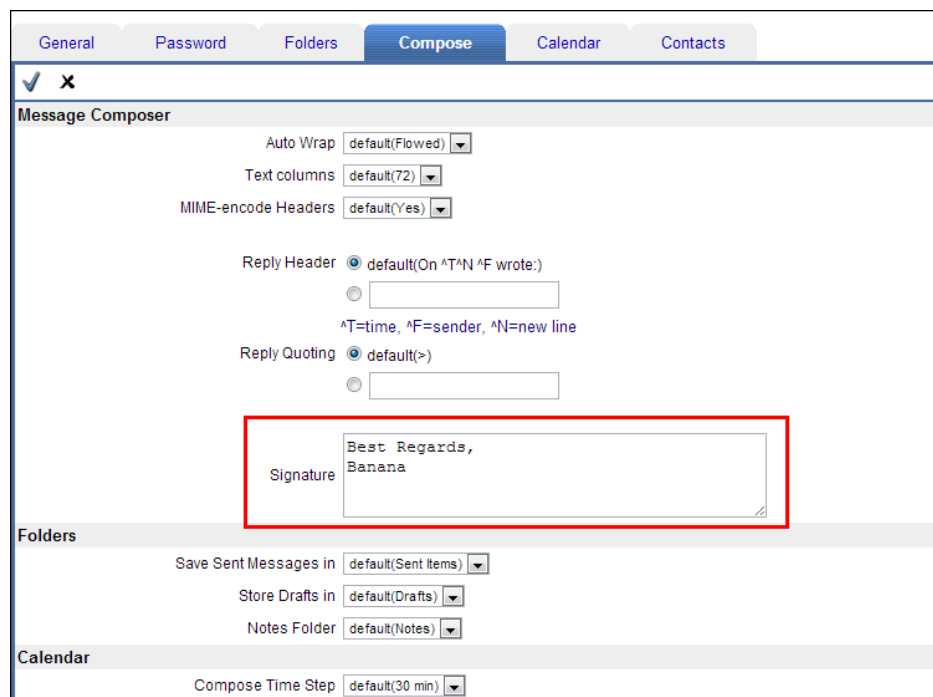 General Password Folders Compose Calendar Contacts
Message Composer
Auto Wrap default(Flowed)
Text columns default(72)
MIME-encode Headers default(Yes)
Reply Header default(On ^T^N ^F wrote:)
^T=time, ^F=sender, ^N=new line
Reply Quoting default(>)
Best Regards,
Signature Banana
Folders
Save Sent Messages in default(Sent Items)
Store Drafts in default(Drafts)
Notes Folder default(Notes)
Calendar
Compose Time Step default(30 min)